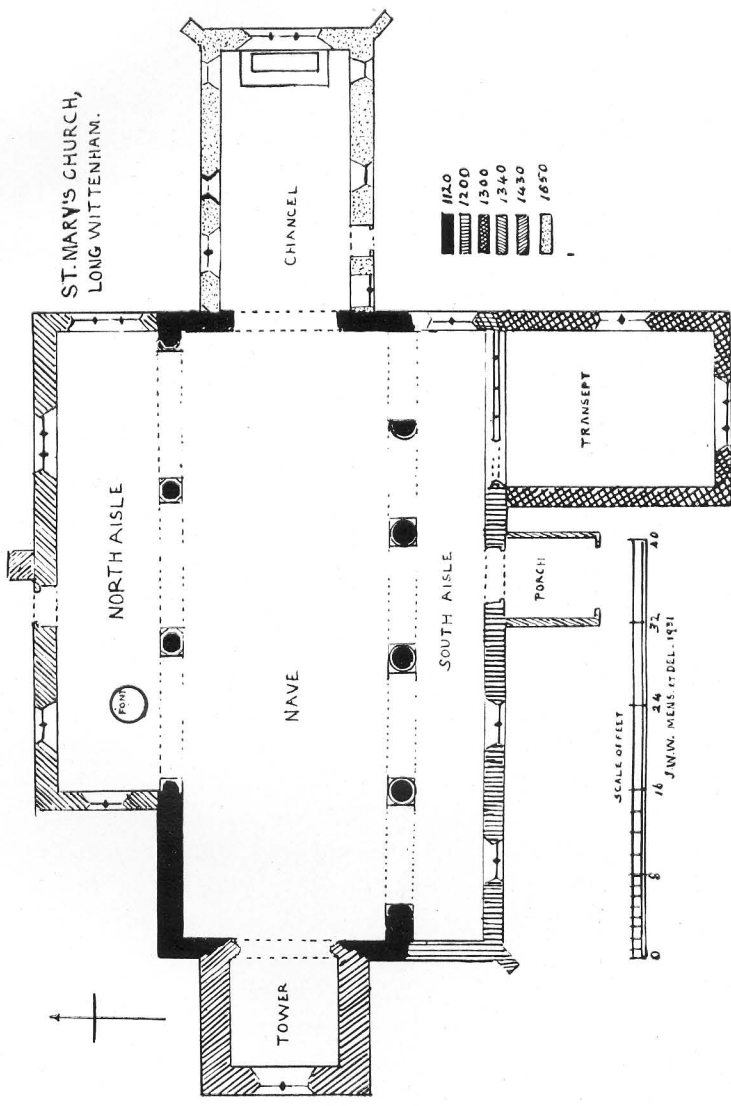 ST. MARY'S CHURCH,
LONG WITTENHAM.
CHANCEL
1120
1200
1300
1340
1430
1650
NORTH AISLE
FONT
NAVE
SOUTH AISLE
TRANSEPT
PORCH
TOWER
SCALE OF FEET
0 8 16 24 32 40
J.W.W. MENS. ET DEL. 1931